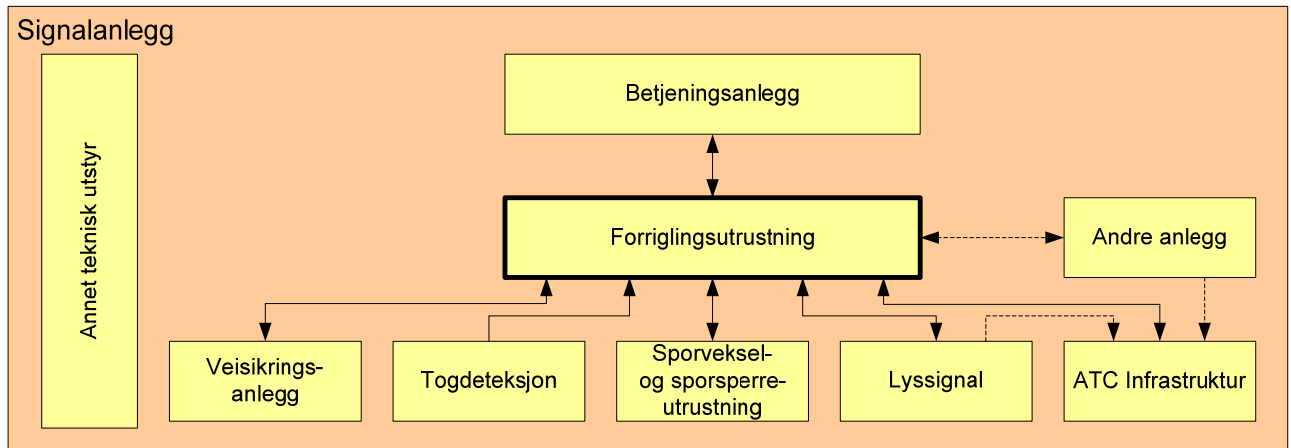 Signalanlegg
Annet teknisk utstyr
Betjeningsanlegg
Forriglingsutrustning
Andre anlegg
Veisikrings-
anlegg
Togdeteksjon
Sporveksel-
og sporsperre-
utrustning
Lyssignal
ATC Infrastruktur